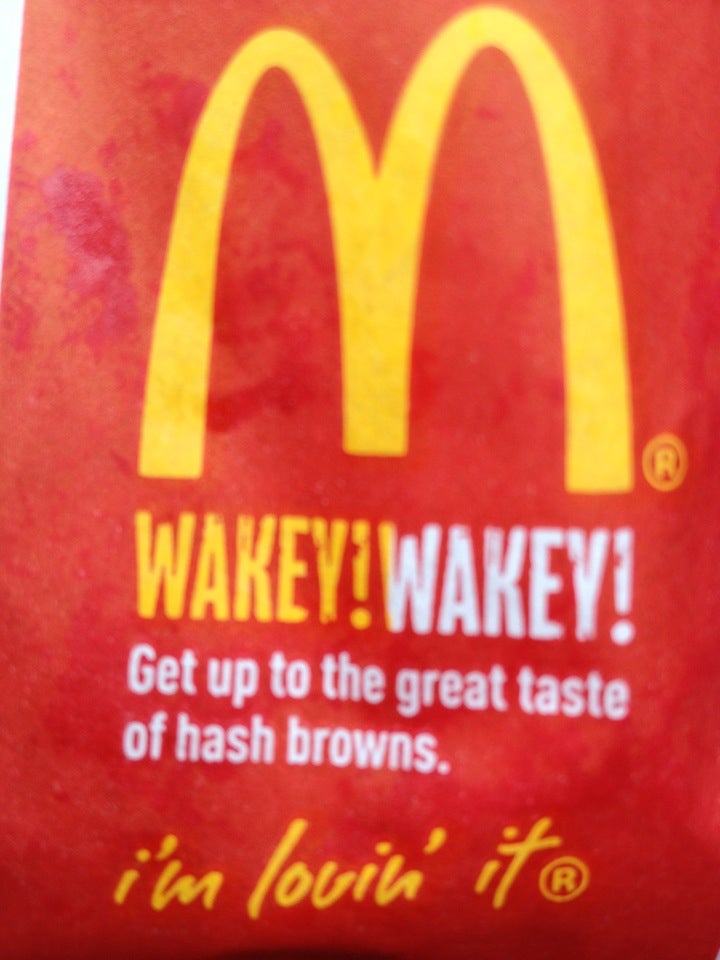 M®
WAKEY! WAKEY!
Get up to the great taste
of hash browns.
i'm lovin' it®